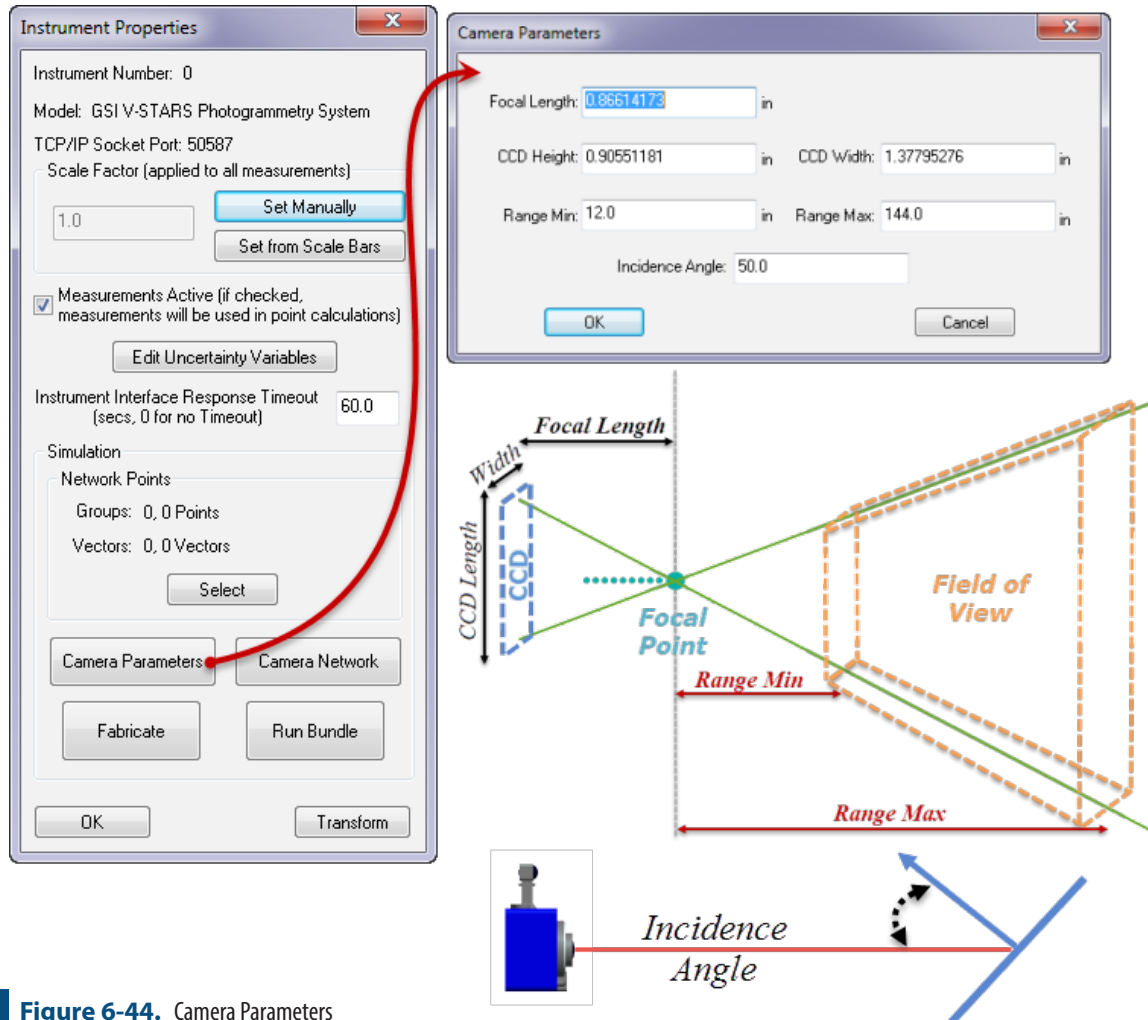 Instrument Properties
Instrument Number: 0
Model: GSI V-STARS Photogrammetry System
TCP/IP Socket Port: 50587
Scale Factor (applied to all measurements)
1.0
Set Manually
Set from Scale Bars
Measurements Active (if checked,
measurements will be used in point calculations)
Edit Uncertainty Variables
Instrument Interface Response Timeout
(secs, 0 for no Timeout)
60.0
Simulation
Network Points
Groups: 0, 0 Points
Vectors: 0, 0 Vectors
Select
Camera Parameters
Camera Network
Fabricate
Run Bundle
OK
Transform
Camera Parameters
Focal Length: 0.86614173 in
CCD Height: 0.90551181 in CCD Width: 1.37795276 in
Range Min: 12.0 in Range Max: 144.0 in
Incidence Angle: 50.0
OK
Cancel
Focal Length
Width
CCD Length
CCD
Focal
Point
Field of
View
Range Min
Range Max
Incidence
Angle
Figure 6-44. Camera Parameters